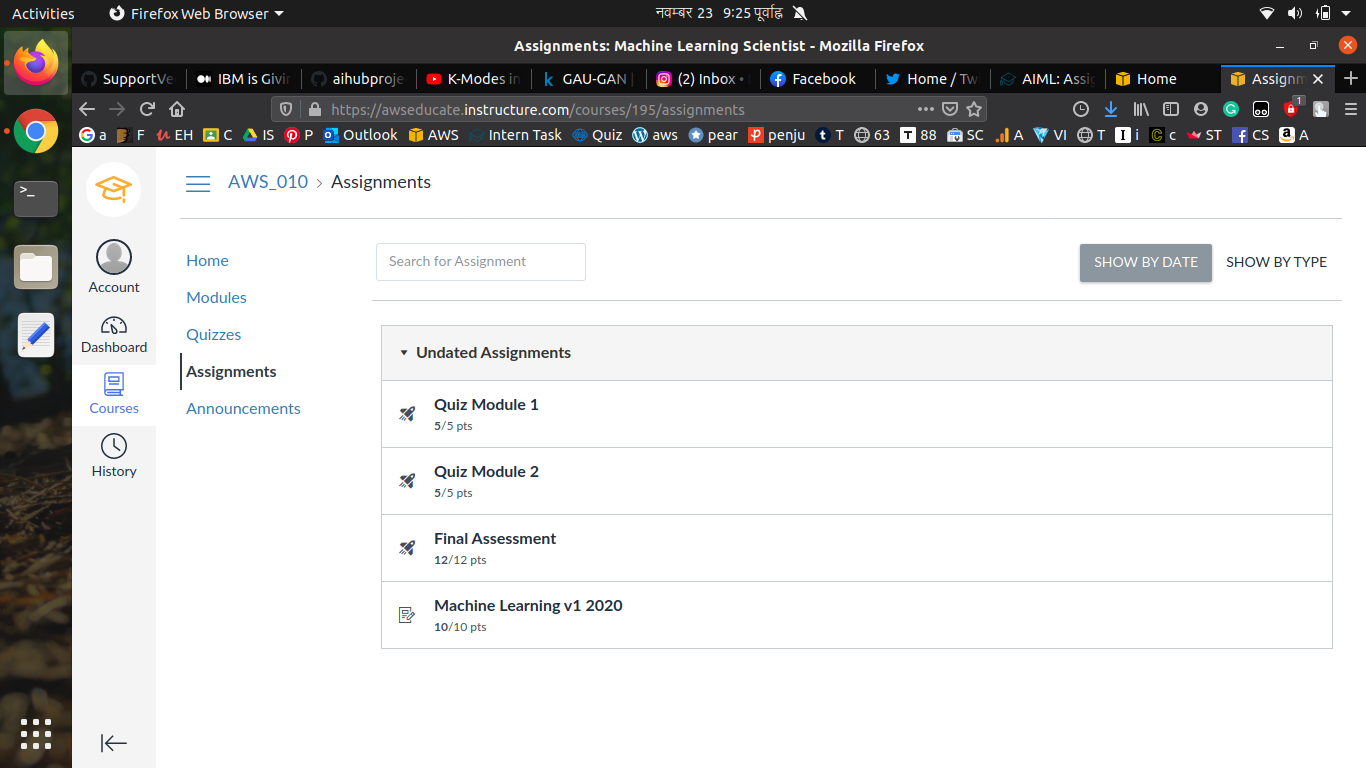 Activities Firefox Web Browser नवम्बर 23 9:25 पूर्वाह्न
Assignments: Machine Learning Scientist - Mozilla Firefox
SupportVe IBM is Givin aihubproje K-Modes in GAU-GAN (2) Inbox • Facebook Home / Tw AIML: Assig Home Assignm
https://awseducate.instructure.com/courses/195/assignments 1
a F EH C IS P Outlook AWS Intern Task Quiz aws pear penju T 63 88 SC A VI T i c ST CS A
AWS_010 › Assignments
Account
Dashboard
Courses
History
Home
Modules
Quizzes
Assignments
Announcements
Search for Assignment
SHOW BY DATE SHOW BY TYPE
Undated Assignments
Quiz Module 1
5/5 pts
Quiz Module 2
5/5 pts
Final Assessment
12/12 pts
Machine Learning v1 2020
10/10 pts